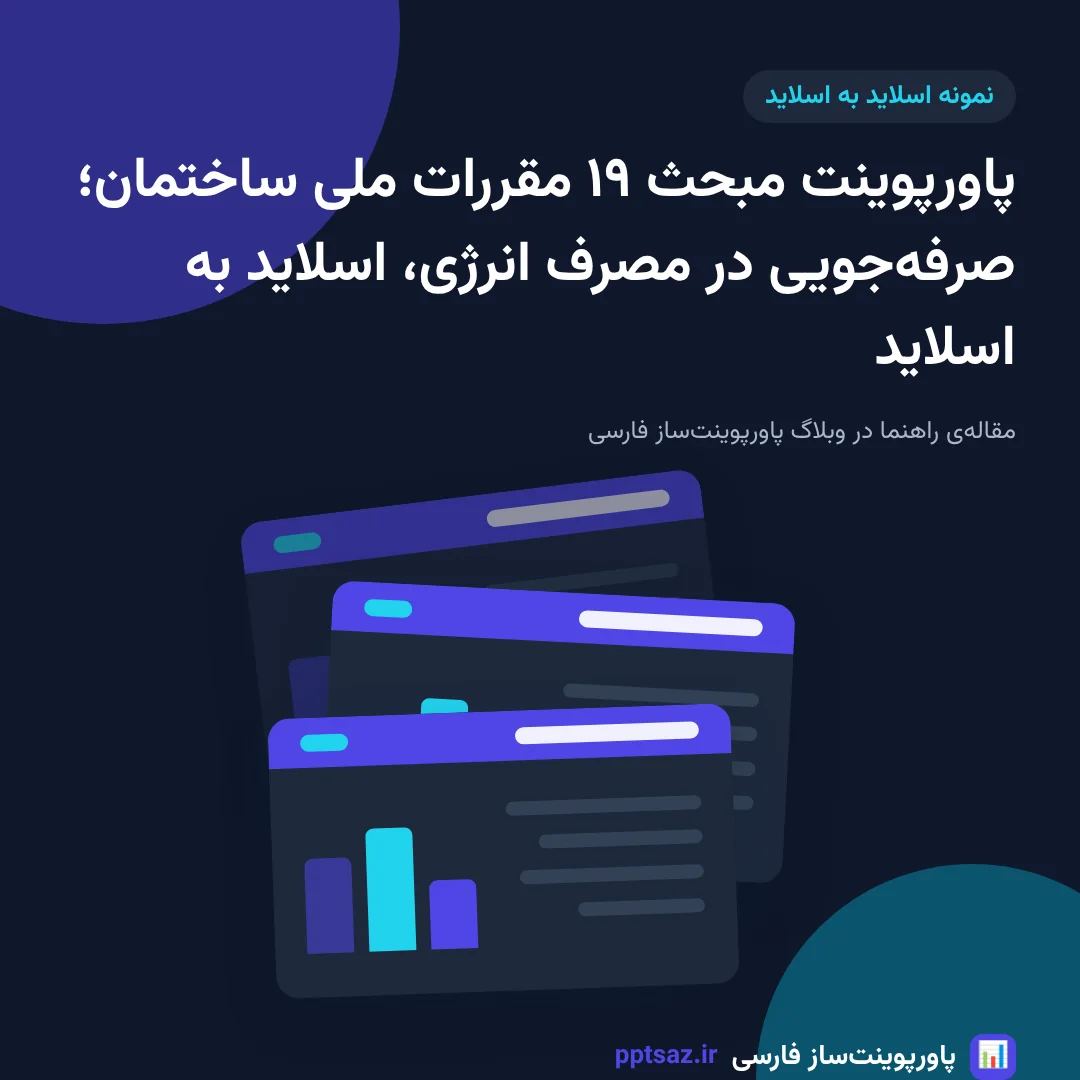 نمونه اسلاید به اسلاید
پاورپوینت مبحث ۱۹ مقررات ملی ساختمان؛
صرفه‌جویی در مصرف انرژی، اسلاید به
اسلاید
مقاله‌ی راهنما در وبلاگ پاورپوینت‌ساز فارسی
پاورپوینت‌ساز فارسی pptsaz.ir